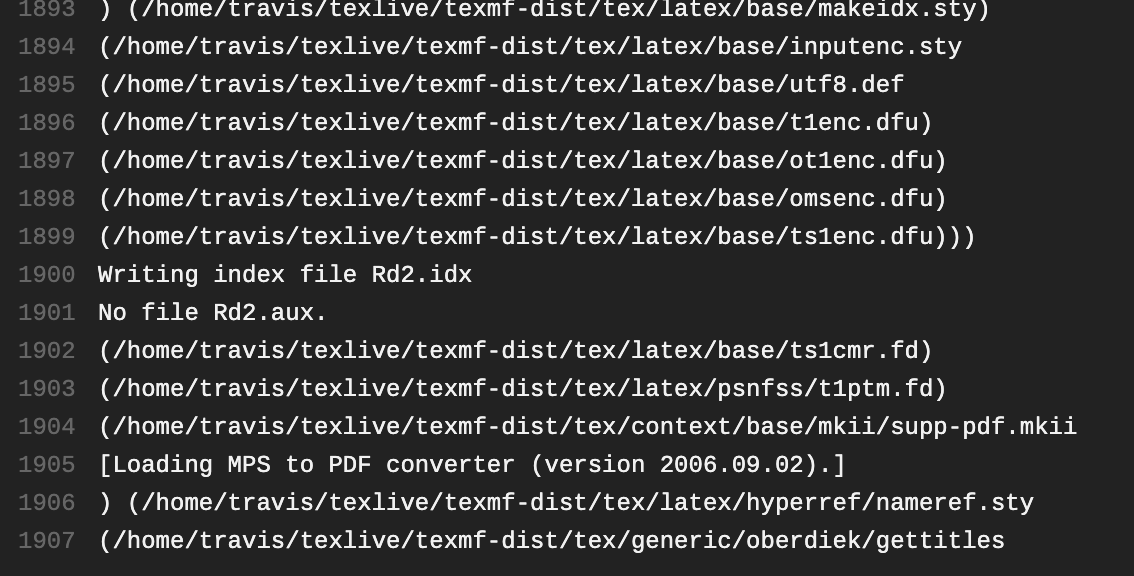 1893 ) (/home/travis/texlive/texmf-dist/tex/latex/base/makeidx.sty)
1894 (/home/travis/texlive/texmf-dist/tex/latex/base/inputenc.sty
1895 (/home/travis/texlive/texmf-dist/tex/latex/base/utf8.def
1896 (/home/travis/texlive/texmf-dist/tex/latex/base/t1enc.dfu)
1897 (/home/travis/texlive/texmf-dist/tex/latex/base/ot1enc.dfu)
1898 (/home/travis/texlive/texmf-dist/tex/latex/base/omsenc.dfu)
1899 (/home/travis/texlive/texmf-dist/tex/latex/base/ts1enc.dfu)))
1900 Writing index file Rd2.idx
1901 No file Rd2.aux.
1902 (/home/travis/texlive/texmf-dist/tex/latex/base/ts1cmr.fd)
1903 (/home/travis/texlive/texmf-dist/tex/latex/psnfss/t1ptm.fd)
1904 (/home/travis/texlive/texmf-dist/tex/context/base/mkii/supp-pdf.mkii
1905 [Loading MPS to PDF converter (version 2006.09.02).]
1906 ) (/home/travis/texlive/texmf-dist/tex/latex/hyperref/nameref.sty
1907 (/home/travis/texlive/texmf-dist/tex/generic/oberdiek/gettitles